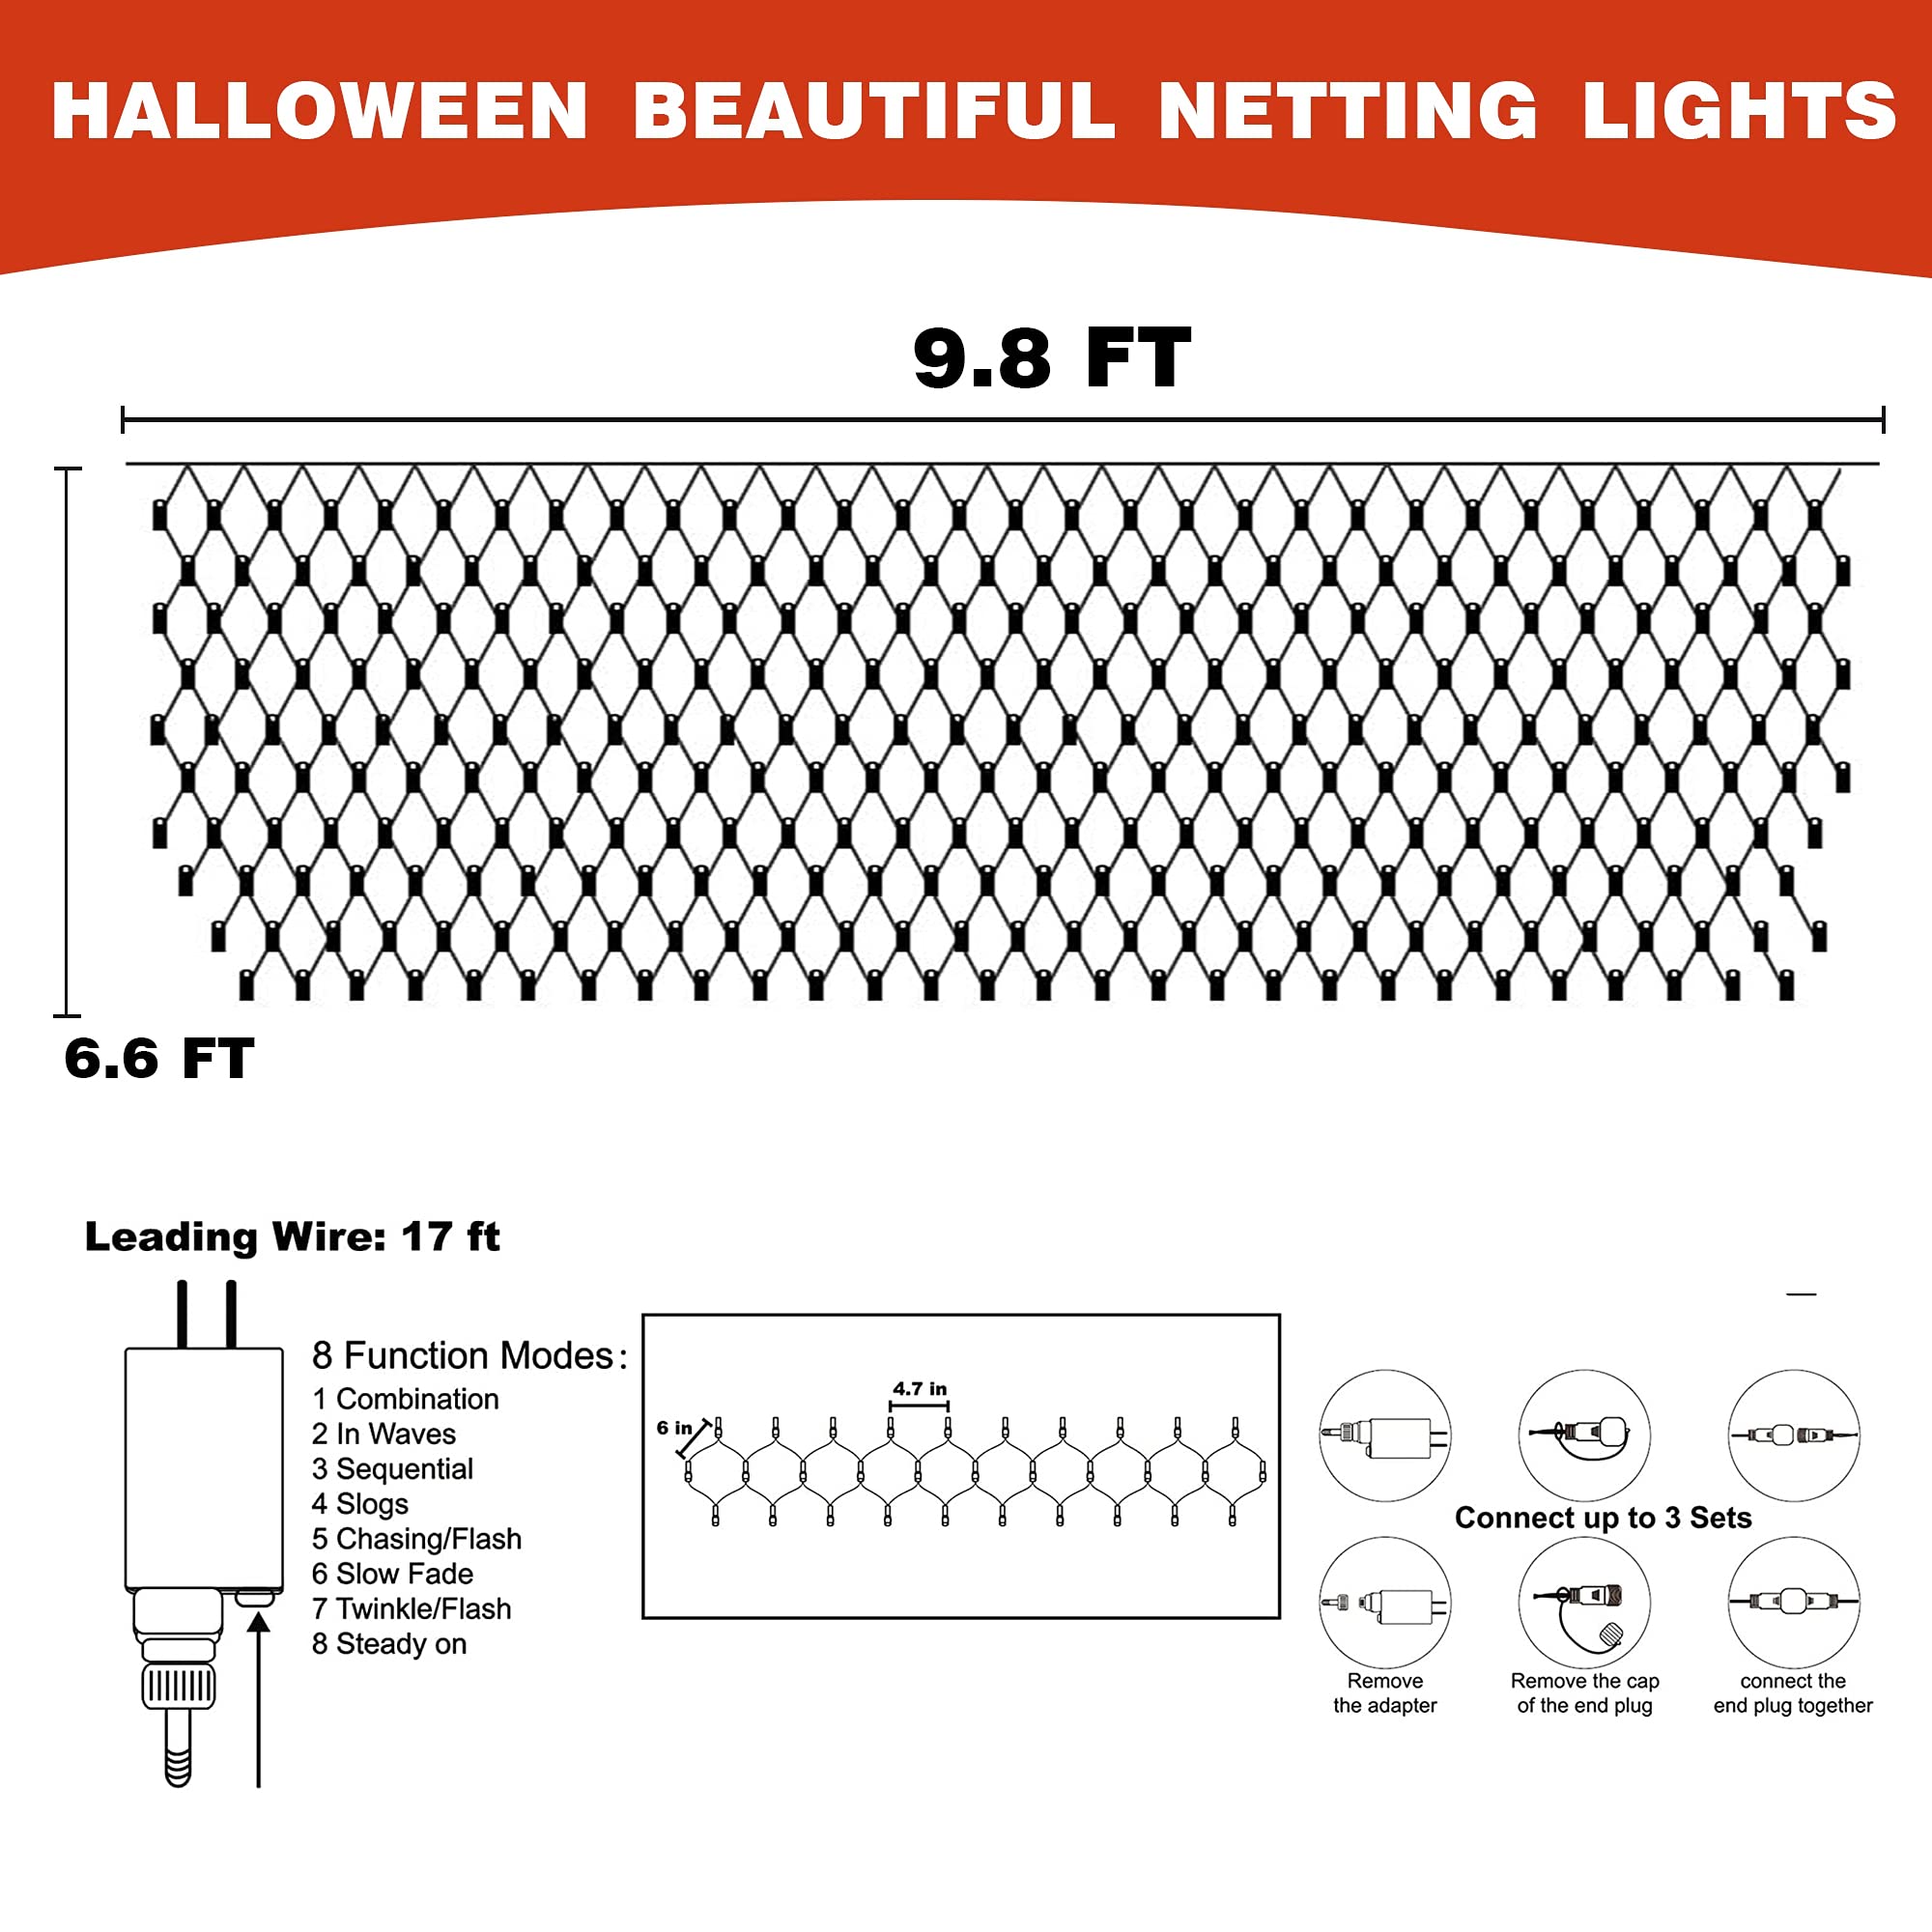 HALLOWEEN BEAUTIFUL NETTING LIGHTS
9.8 FT
6.6 FT
Leading Wire: 17 ft
8 Function Modes:
1 Combination
2 In Waves
3 Sequential
4 Slogs
5 Chasing/Flash
6 Slow Fade
7 Twinkle/Flash
8 Steady on
4.7 in
6 in
Connect up to 3 Sets
Remove
the adapter
Remove the cap
of the end plug
connect the
end plug together